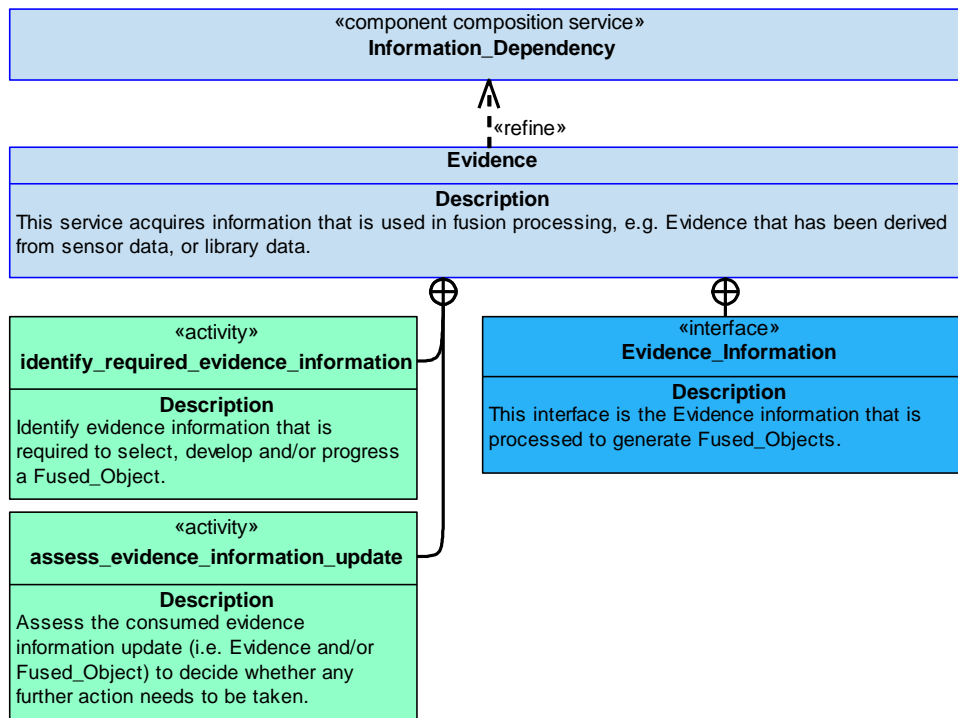 «component composition service»
Information_Dependency
«refine»
Evidence
Description
This service acquires information that is used in fusion processing, e.g. Evidence that has been derived
from sensor data, or library data.
«activity»
identify_required_evidence_information
Description
Identify evidence information that is
required to select, develop and/or progress
a Fused_Object.
«interface»
Evidence_Information
Description
This interface is the Evidence information that is
processed to generate Fused_Objects.
«activity»
assess_evidence_information_update
Description
Assess the consumed evidence
information update (i.e. Evidence and/or
Fused_Object) to decide whether any
further action needs to be taken.